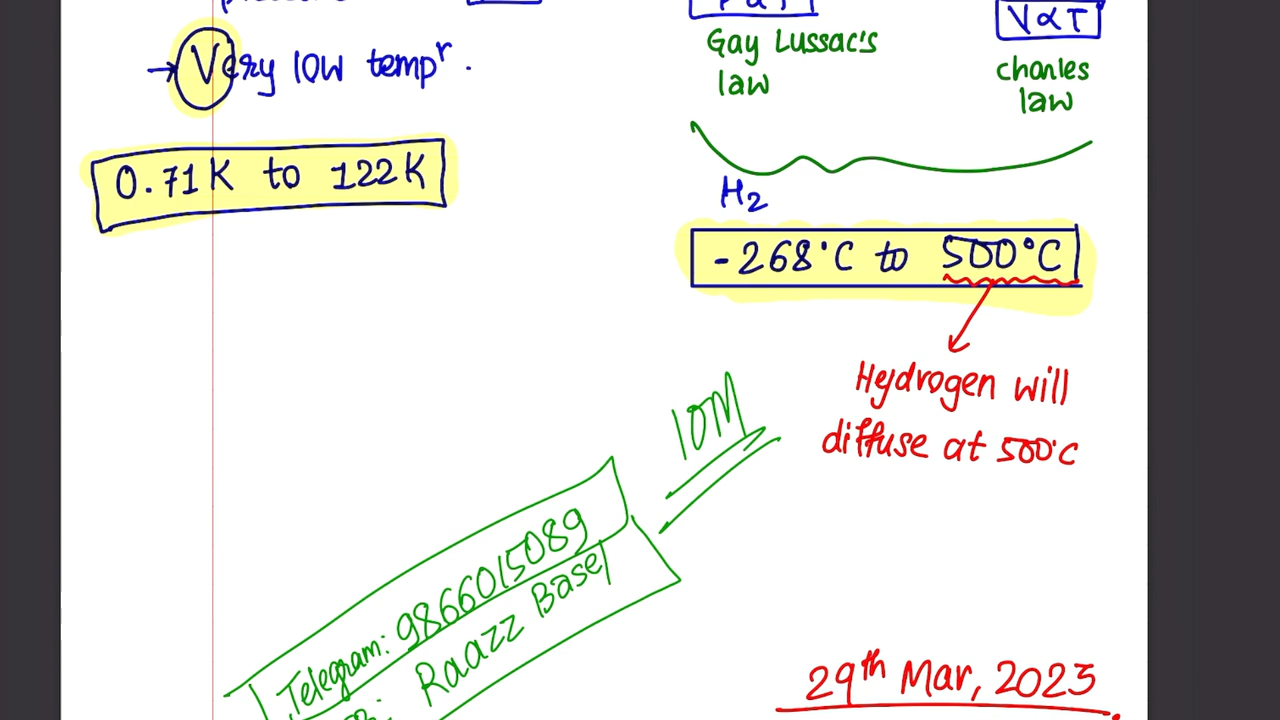 V ∝ T
→ Very low tempʳ.
Gay Lussac's
law
charles
law
0.71K to 122K
H₂
-268°C to 500°C
Hydrogen will
diffuse at 500°C
10M
Telegram: 9866015089
Raazz Basel
29th Mar, 2023